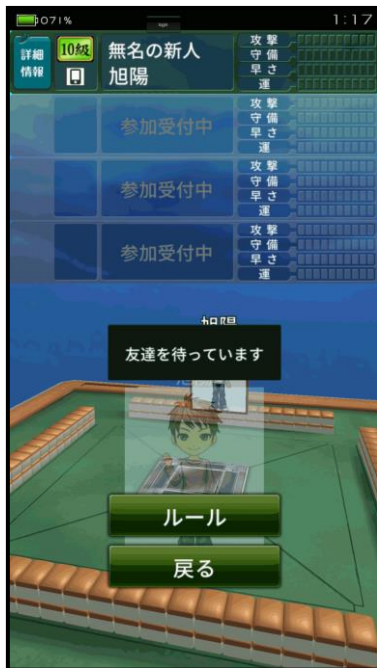 071%
1:17
詳細
情報
10級
無名の新人
旭陽
攻撃
守備
早さ
運
参加受付中
攻撃
守備
早さ
運
参加受付中
攻撃
守備
早さ
運
参加受付中
攻撃
守備
早さ
運
旭陽
友達を待っています
ルール
戻る